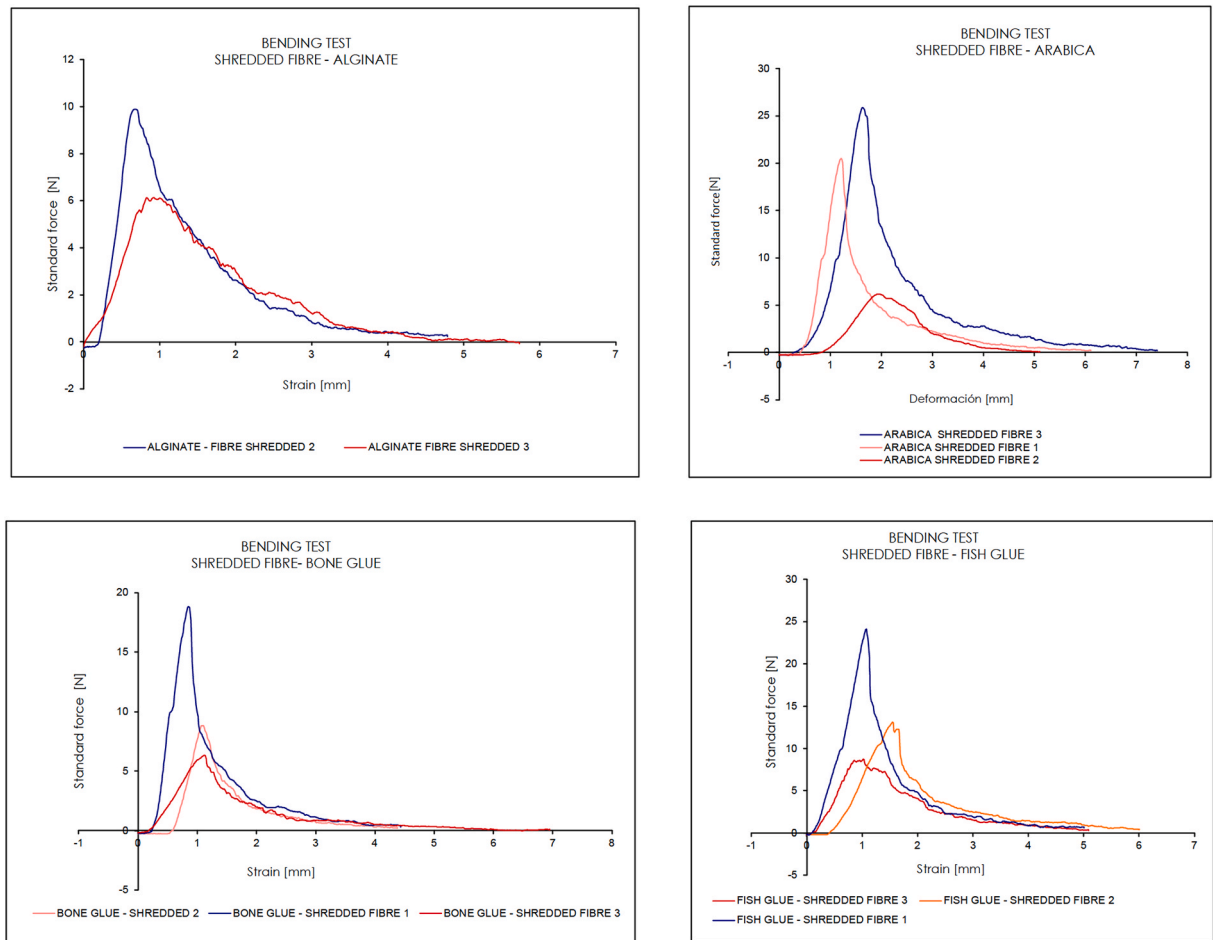 BENDING TEST
SHREDDED FIBRE - ALGINATE
12
10
8
6
4
2
0
-2
Standard force [N]
0 1 2 3 4 5 6 7
Strain [mm]
ALGINATE - FIBRE SHREDDED 2 ALGINATE FIBRE SHREDDED 3
BENDING TEST
SHREDDED FIBRE - ARABICA
30
25
20
15
10
5
0
-5
Standard force[N]
-1 0 1 2 3 4 5 6 7 8
Deformación [mm]
ARABICA SHREDDED FIBRE 3
ARABICA SHREDDED FIBRE 1
ARABICA SHREDDED FIBRE 2
BENDING TEST
SHREDDED FIBRE- BONE GLUE
20
15
10
5
0
-5
Standard force [N]
-1 0 1 2 3 4 5 6 7 8
Strain [mm]
BONE GLUE - SHREDDED 2 BONE GLUE - SHREDDED FIBRE 1 BONE GLUE - SHREDDED FIBRE 3
BENDING TEST
SHREDDED FIBRE - FISH GLUE
30
25
20
15
10
5
0
-5
Standard force [N]
-1 0 1 2 3 4 5 6 7
Strain [mm]
FISH GLUE - SHREDDED FIBRE 3 FISH GLUE - SHREDDED FIBRE 2
FISH GLUE - SHREDDED FIBRE 1